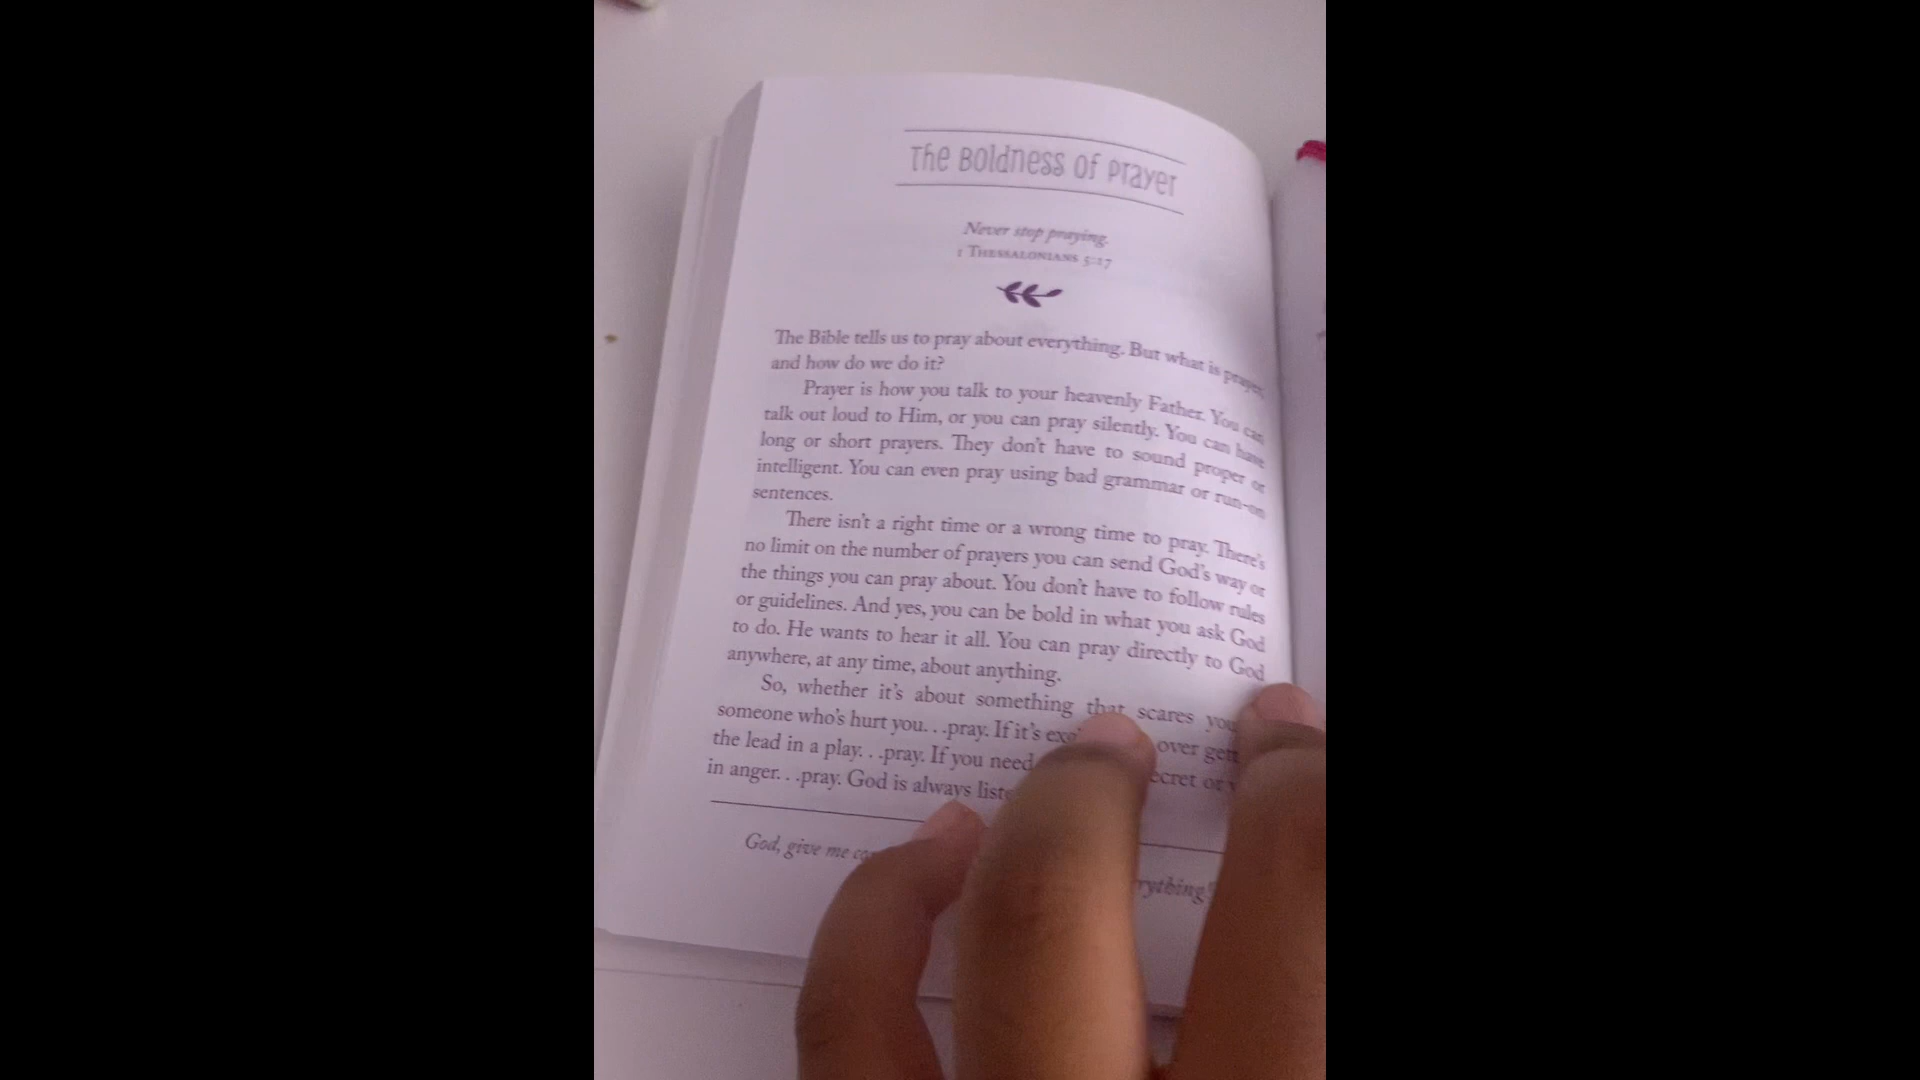 The Boldness of Prayer
Never stop praying.
1 Thessalonians 5:17
The Bible tells us to pray about everything. But what is prayer,
and how do we do it?
Prayer is how you talk to your heavenly Father. You can
talk out loud to Him, or you can pray silently. You can have
long or short prayers. They don't have to sound proper or
intelligent. You can even pray using bad grammar or run-on
sentences.
There isn't a right time or a wrong time to pray. There's
no limit on the number of prayers you can send God's way or
the things you can pray about. You don't have to follow rules
or guidelines. And yes, you can be bold in what you ask God
to do. He wants to hear it all. You can pray directly to God
anywhere, at any time, about anything.
So, whether it's about something that scares you
someone who's hurt you. . .pray. If it's over
the lead in a play. . .pray. If you need or
in anger. . .pray. God is always
God, give me